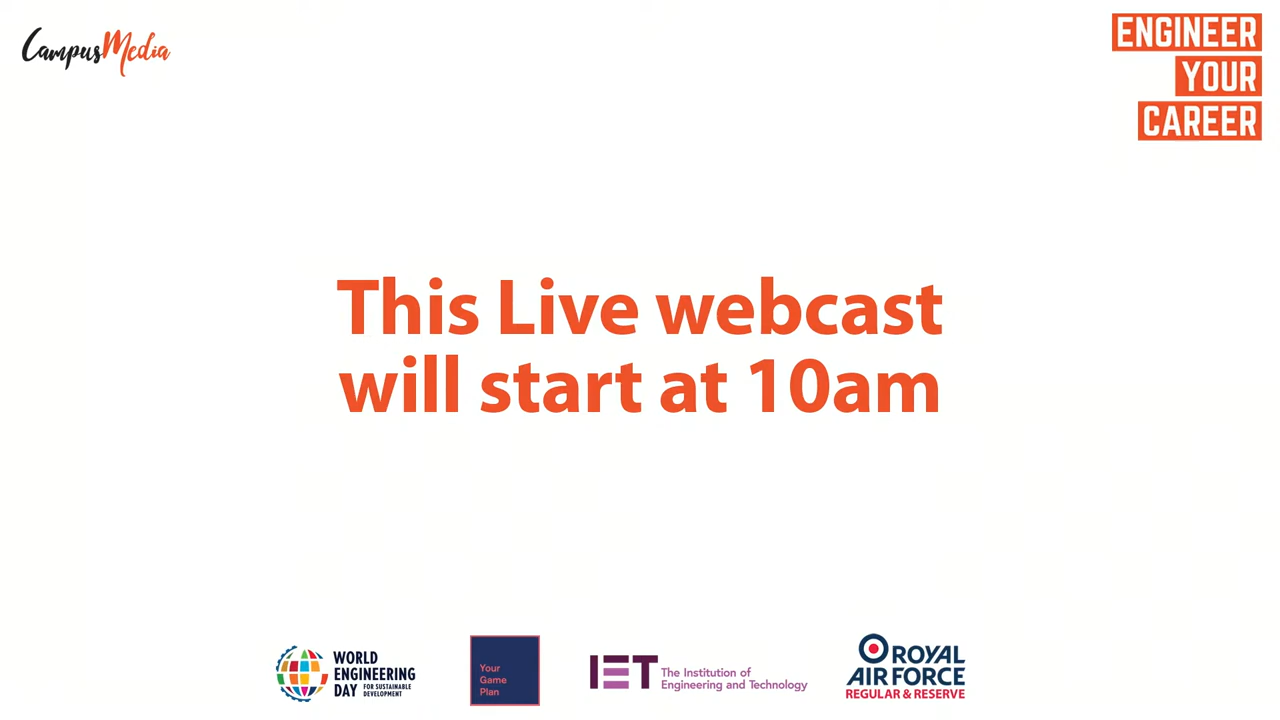 CampusMedia
ENGINEER
YOUR
CAREER
This Live webcast
will start at 10am
WORLD
ENGINEERING
DAY FOR SUSTAINABLE
DEVELOPMENT
Your
Game
Plan
IET The Institution of
Engineering and Technology
ROYAL
AIR FORCE
REGULAR & RESERVE